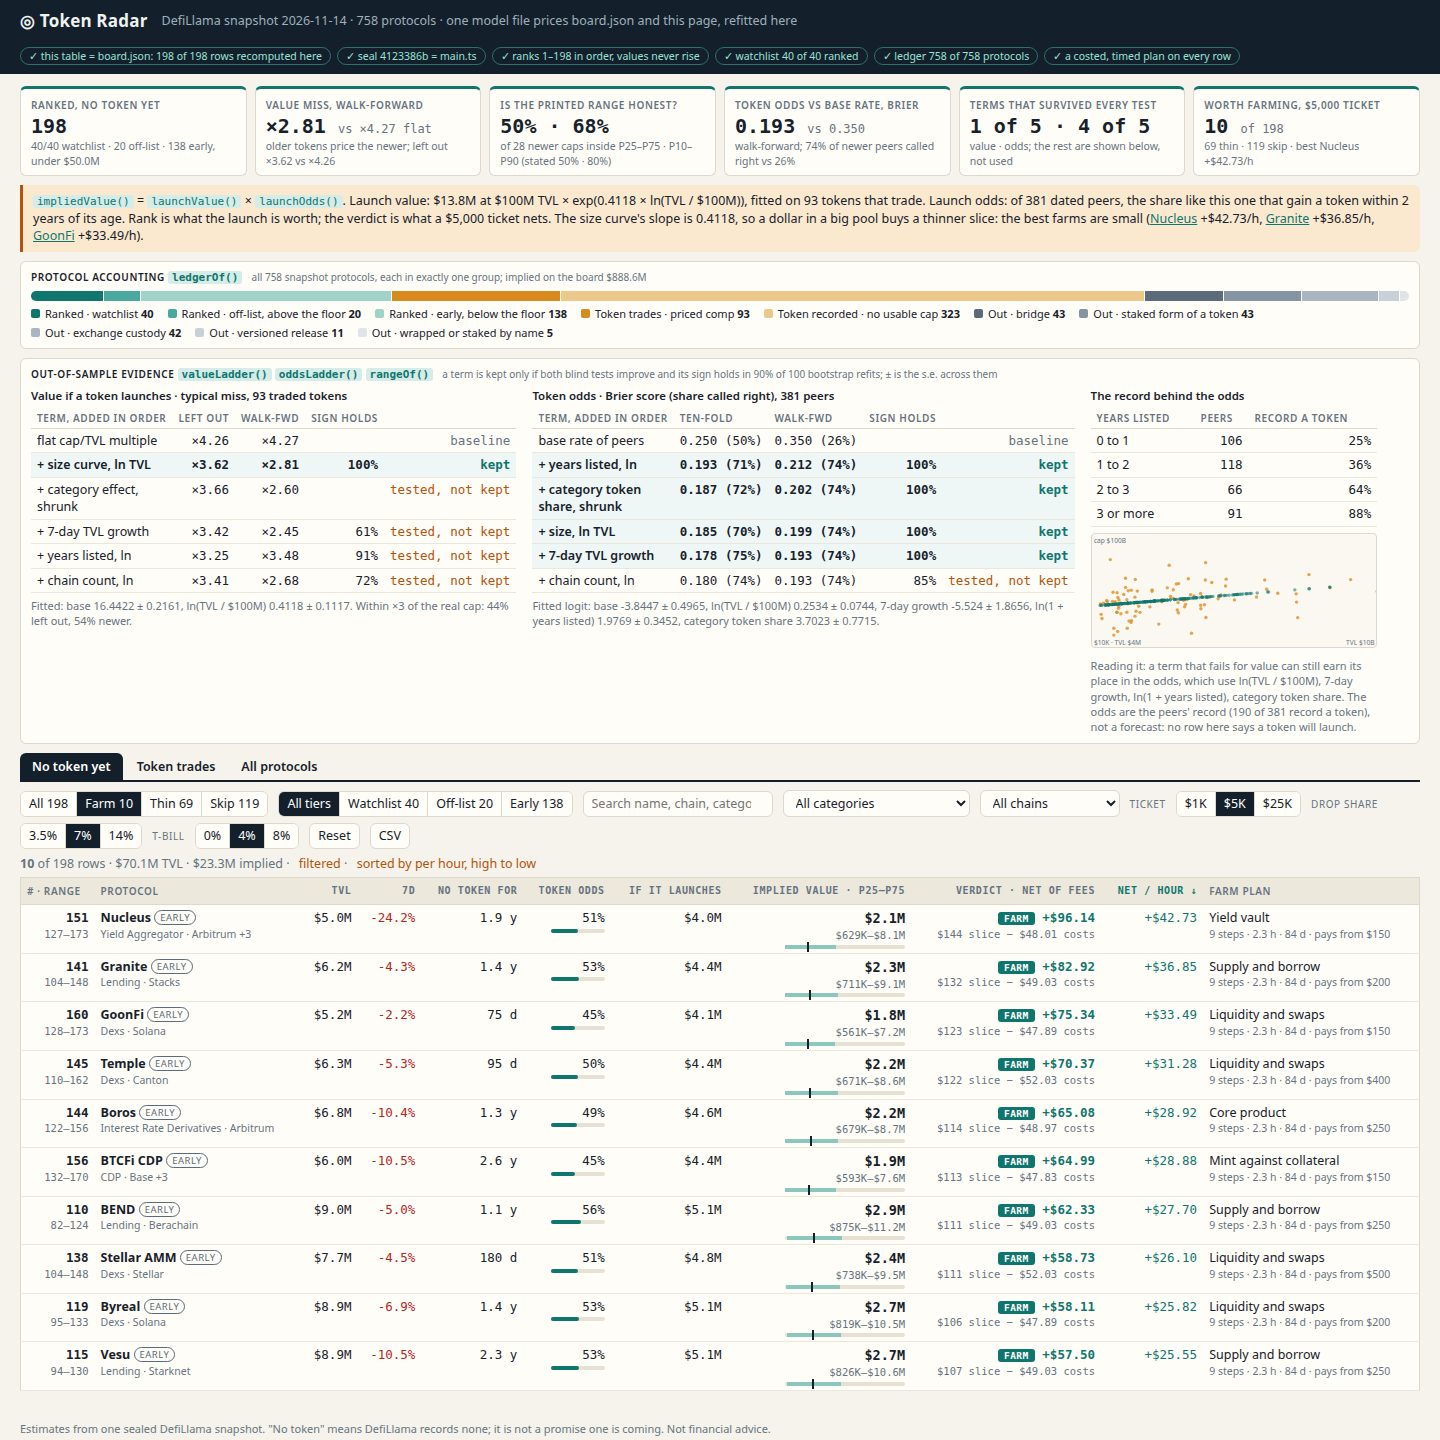 ◎ Token Radar DefiLlama snapshot 2026-11-14 · 758 protocols · one model file prices board.json and this page, refitted here
✓ this table = board.json: 198 of 198 rows recomputed here ✓ seal 4123386b = main.ts ✓ ranks 1–198 in order, values never rise ✓ watchlist 40 of 40 ranked ✓ ledger 758 of 758 protocols ✓ a costed, timed plan on every row
RANKED, NO TOKEN YET
198
40/40 watchlist · 20 off-list · 138 early,
under $50.0M
VALUE MISS, WALK-FORWARD
×2.81 vs ×4.27 flat
older tokens price the newer; left out
×3.62 vs ×4.26
IS THE PRINTED RANGE HONEST?
50% · 68%
of 28 newer caps inside P25–P75 · P10–
P90 (stated 50% · 80%)
TOKEN ODDS VS BASE RATE, BRIER
0.193 vs 0.350
walk-forward; 74% of newer peers called
right vs 26%
TERMS THAT SURVIVED EVERY TEST
1 of 5 · 4 of 5
value · odds; the rest are shown below,
not used
WORTH FARMING, $5,000 TICKET
10 of 198
69 thin · 119 skip · best Nucleus
+$42.73/h
impliedValue() = launchValue() × launchOdds(). Launch value: $13.8M at $100M TVL × exp(0.4118 × ln(TVL / $100M)), fitted on 93 tokens that trade. Launch odds: of 381 dated peers, the share like this one that gain a token within 2
years of its age. Rank is what the launch is worth; the verdict is what a $5,000 ticket nets. The size curve's slope is 0.4118, so a dollar in a big pool buys a thinner slice: the best farms are small (Nucleus +$42.73/h, Granite +$36.85/h,
GoonFi +$33.49/h).
PROTOCOL ACCOUNTING ledgerOf() all 758 snapshot protocols, each in exactly one group; implied on the board $888.6M
Ranked · watchlist 40 Ranked · off-list, above the floor 20 Ranked · early, below the floor 138 Token trades · priced comp 93 Token recorded · no usable cap 323 Out · bridge 43 Out · staked form of a token 43
Out · exchange custody 42 Out · versioned release 11 Out · wrapped or staked by name 5
OUT-OF-SAMPLE EVIDENCE valueLadder() oddsLadder() rangeOf() a term is kept only if both blind tests improve and its sign holds in 90% of 100 bootstrap refits; ± is the s.e. across them
Value if a token launches · typical miss, 93 traded tokens
TERM, ADDED IN ORDER LEFT OUT WALK-FWD SIGN HOLDS
flat cap/TVL multiple ×4.26 ×4.27 baseline
+ size curve, ln TVL ×3.62 ×2.81 100% kept
+ category effect,
shrunk ×3.66 ×2.60 tested, not kept
+ 7-day TVL growth ×3.42 ×2.45 61% tested, not kept
+ years listed, ln ×3.25 ×3.48 91% tested, not kept
+ chain count, ln ×3.41 ×2.68 72% tested, not kept
Fitted: base 16.4422 ± 0.2161, ln(TVL / $100M) 0.4118 ± 0.1117. Within ×3 of the real cap: 44%
left out, 54% newer.
Token odds · Brier score (share called right), 381 peers
TERM, ADDED IN ORDER TEN-FOLD WALK-FWD SIGN HOLDS
base rate of peers 0.250 (50%) 0.350 (26%) baseline
+ years listed, ln 0.193 (71%) 0.212 (74%) 100% kept
+ category token
share, shrunk 0.187 (72%) 0.202 (74%) 100% kept
+ size, ln TVL 0.185 (70%) 0.199 (74%) 100% kept
+ 7-day TVL growth 0.178 (75%) 0.193 (74%) 100% kept
+ chain count, ln 0.180 (74%) 0.193 (74%) 85% tested, not kept
Fitted logit: base -3.8447 ± 0.4965, ln(TVL / $100M) 0.2534 ± 0.0744, 7-day growth -5.524 ± 1.8656, ln(1 +
years listed) 1.9769 ± 0.3452, category token share 3.7023 ± 0.7715.
The record behind the odds
YEARS LISTED PEERS RECORD A TOKEN
0 to 1 106 25%
1 to 2 118 36%
2 to 3 66 64%
3 or more 91 88%
cap $100B
$10K · TVL $4M TVL $10B
Reading it: a term that fails for value can still earn its
place in the odds, which use ln(TVL / $100M), 7-day
growth, ln(1 + years listed), category token share. The
odds are the peers' record (190 of 381 record a token),
not a forecast: no row here says a token will launch.
No token yet Token trades All protocols
All 198 Farm 10 Thin 69 Skip 119 All tiers Watchlist 40 Off-list 20 Early 138 Search name, chain, catego All categories All chains TICKET $1K $5K $25K DROP SHARE
3.5% 7% 14% T-BILL 0% 4% 8% Reset CSV
10 of 198 rows · $70.1M TVL · $23.3M implied · filtered · sorted by per hour, high to low
# · RANGE PROTOCOL TVL 7D NO TOKEN FOR TOKEN ODDS IF IT LAUNCHES IMPLIED VALUE · P25–P75 VERDICT · NET OF FEES NET / HOUR ↓ FARM PLAN
151 Nucleus EARLY $5.0M -24.2% 1.9 y 51% $4.0M $2.1M FARM +$96.14 +$42.73 Yield vault
127–173 Yield Aggregator · Arbitrum +3 $629K–$8.1M $144 slice − $48.01 costs 9 steps · 2.3 h · 84 d · pays from $150
141 Granite EARLY $6.2M -4.3% 1.4 y 53% $4.4M $2.3M FARM +$82.92 +$36.85 Supply and borrow
104–148 Lending · Stacks $711K–$9.1M $132 slice − $49.03 costs 9 steps · 2.3 h · 84 d · pays from $200
160 GoonFi EARLY $5.2M -2.2% 75 d 45% $4.1M $1.8M FARM +$75.34 +$33.49 Liquidity and swaps
128–173 Dexs · Solana $561K–$7.2M $123 slice − $47.89 costs 9 steps · 2.3 h · 84 d · pays from $150
145 Temple EARLY $6.3M -5.3% 95 d 50% $4.4M $2.2M FARM +$70.37 +$31.28 Liquidity and swaps
110–162 Dexs · Canton $671K–$8.6M $122 slice − $52.03 costs 9 steps · 2.3 h · 84 d · pays from $400
144 Boros EARLY $6.8M -10.4% 1.3 y 49% $4.6M $2.2M FARM +$65.08 +$28.92 Core product
122–156 Interest Rate Derivatives · Arbitrum $679K–$8.7M $114 slice − $48.97 costs 9 steps · 2.3 h · 84 d · pays from $250
156 BTCFi CDP EARLY $6.0M -10.5% 2.6 y 45% $4.4M $1.9M FARM +$64.99 +$28.88 Mint against collateral
132–170 CDP · Base +3 $593K–$7.6M $113 slice − $47.83 costs 9 steps · 2.3 h · 84 d · pays from $150
110 BEND EARLY $9.0M -5.0% 1.1 y 56% $5.1M $2.9M FARM +$62.33 +$27.70 Supply and borrow
82–124 Lending · Berachain $875K–$11.2M $111 slice − $49.03 costs 9 steps · 2.3 h · 84 d · pays from $250
138 Stellar AMM EARLY $7.7M -4.5% 180 d 51% $4.8M $2.4M FARM +$58.73 +$26.10 Liquidity and swaps
104–148 Dexs · Stellar $738K–$9.5M $111 slice − $52.03 costs 9 steps · 2.3 h · 84 d · pays from $500
119 Byreal EARLY $8.9M -6.9% 1.4 y 53% $5.1M $2.7M FARM +$58.11 +$25.82 Liquidity and swaps
95–133 Dexs · Solana $819K–$10.5M $106 slice − $47.89 costs 9 steps · 2.3 h · 84 d · pays from $200
115 Vesu EARLY $8.9M -10.5% 2.3 y 53% $5.1M $2.7M FARM +$57.50 +$25.55 Supply and borrow
94–130 Lending · Starknet $826K–$10.6M $107 slice − $49.03 costs 9 steps · 2.3 h · 84 d · pays from $250
Estimates from one sealed DefiLlama snapshot. "No token" means DefiLlama records none; it is not a promise one is coming. Not financial advice.